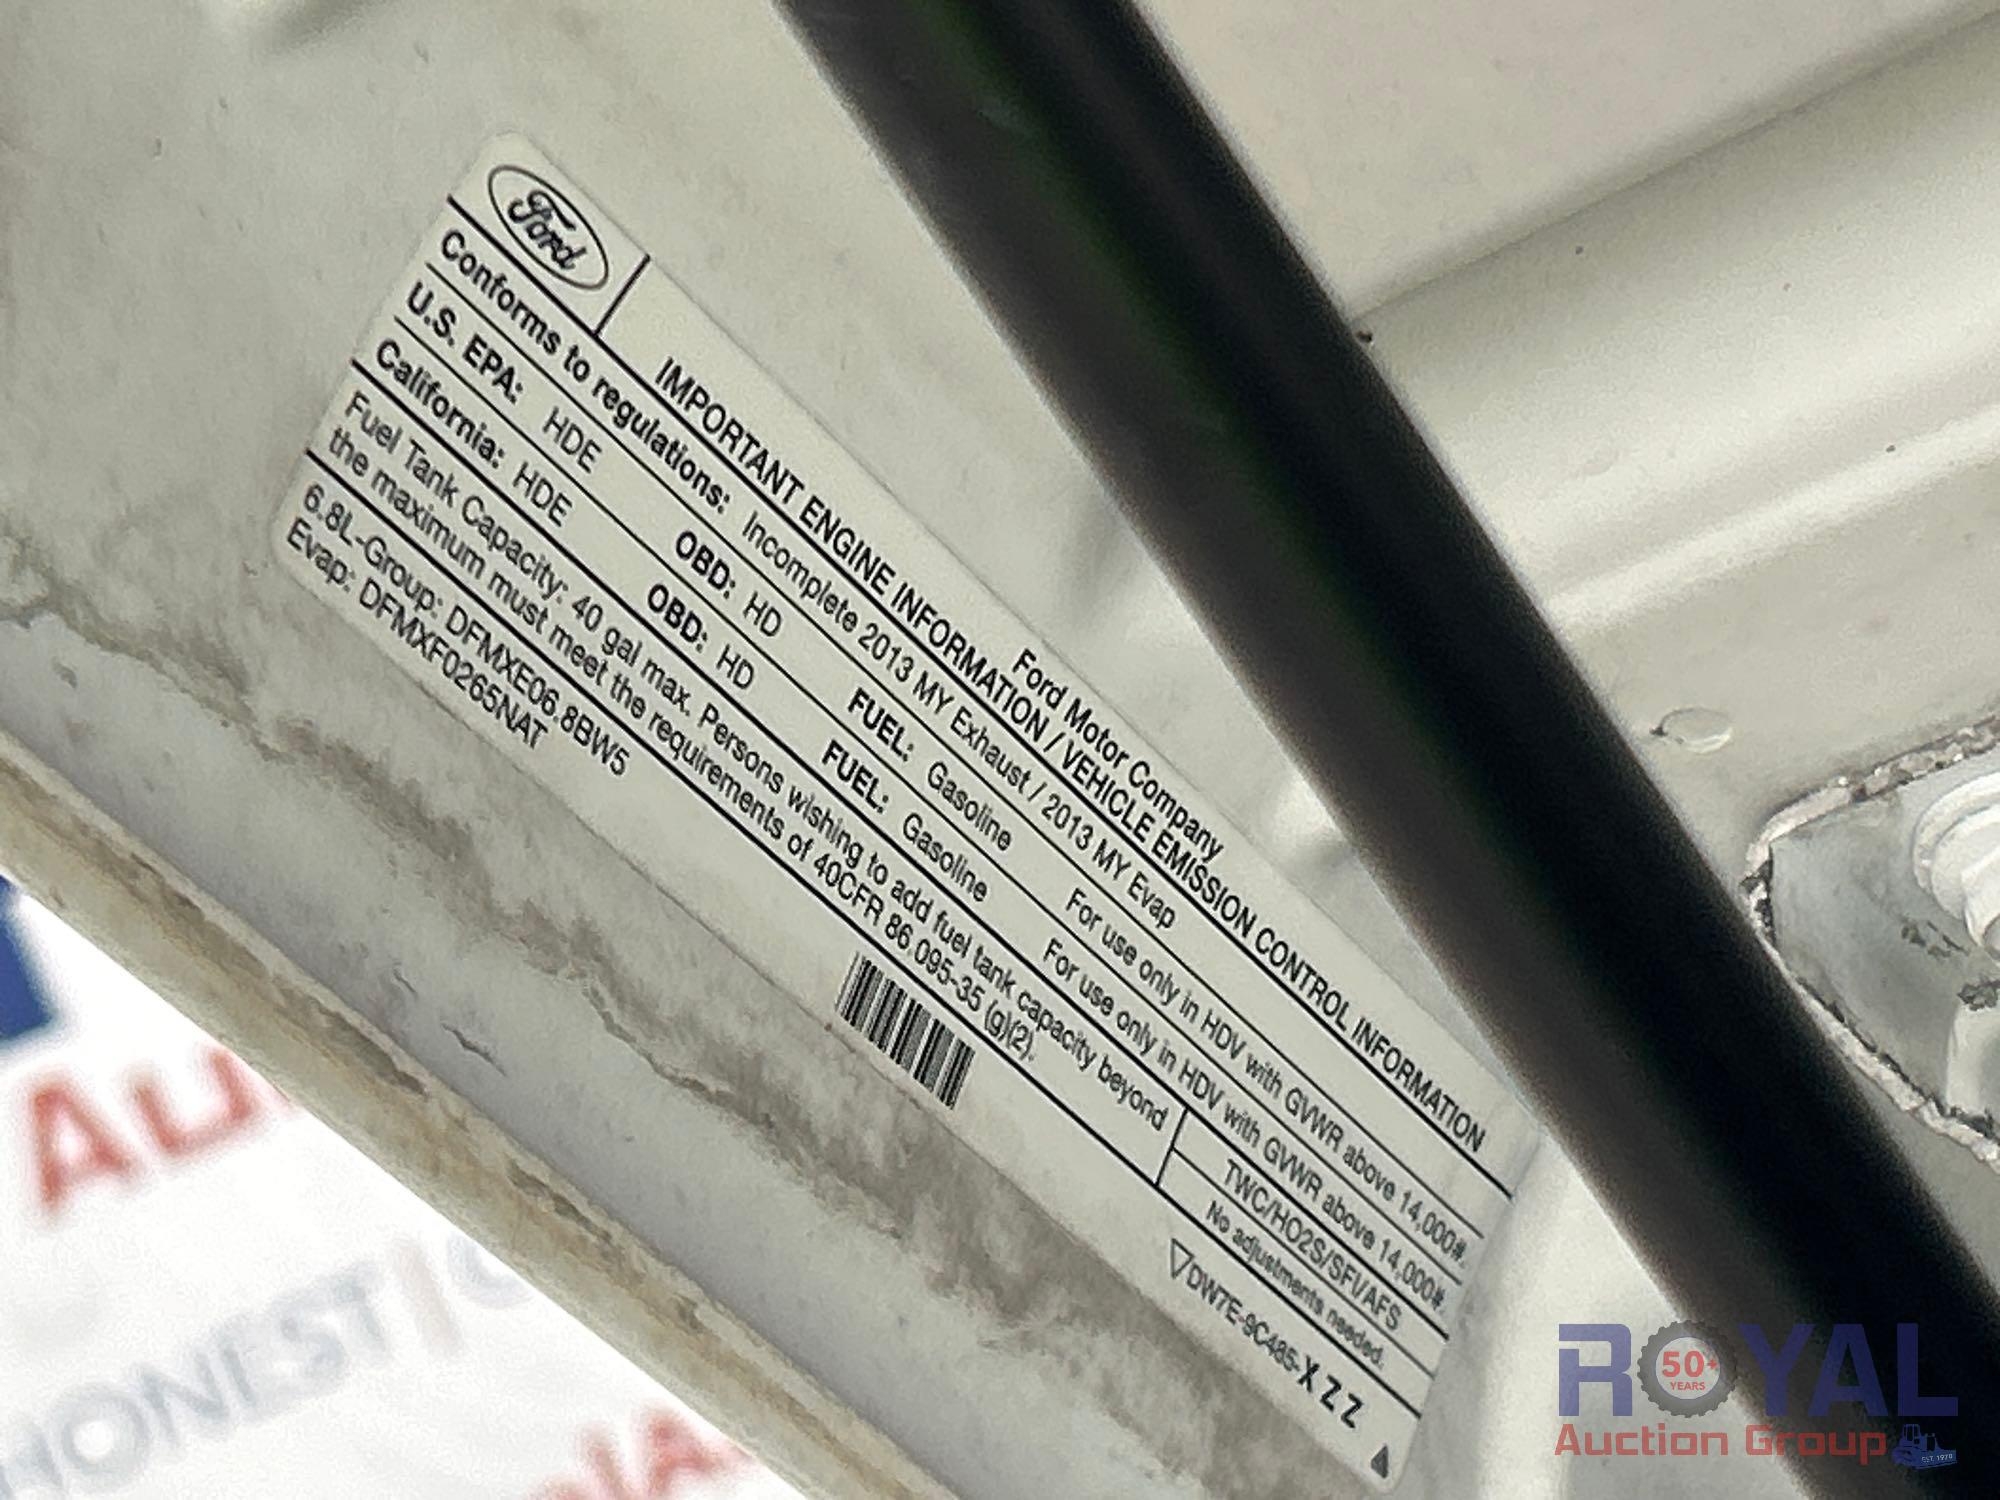 Ford
Ford Motor Company
IMPORTANT ENGINE INFORMATION / VEHICLE EMISSION CONTROL INFORMATION
Conforms to regulations: Incomplete 2013 MY Exhaust / 2013 MY Evap
U.S. EPA: HDE OBD: HD FUEL: Gasoline For use only in HDV with GVWR above 14,000#.
California: HDE OBD: HD FUEL: Gasoline For use only in HDV with GVWR above 14,000#.
Fuel Tank Capacity: 40 gal max. Persons wishing to add fuel tank capacity beyond
the maximum must meet the requirements of 40CFR 86.095-35 (g)(2).
TWC/HO2S/SFI/AFS
No adjustments needed.
6.8L-Group: DFMXE06.8BW5
Evap: DFMXF0265NAT
DW7E-9C485-XZZ
HONEST
ROYAL
50+
YEARS
Auction Group
EST. 1970